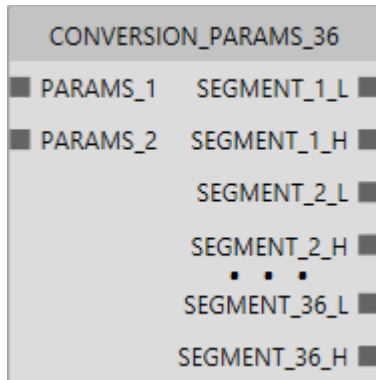 CONVERSION_PARAMS_36
PARAMS_1 SEGMENT_1_L
PARAMS_2 SEGMENT_1_H
SEGMENT_2_L
SEGMENT_2_H
• • •
SEGMENT_36_L
SEGMENT_36_H